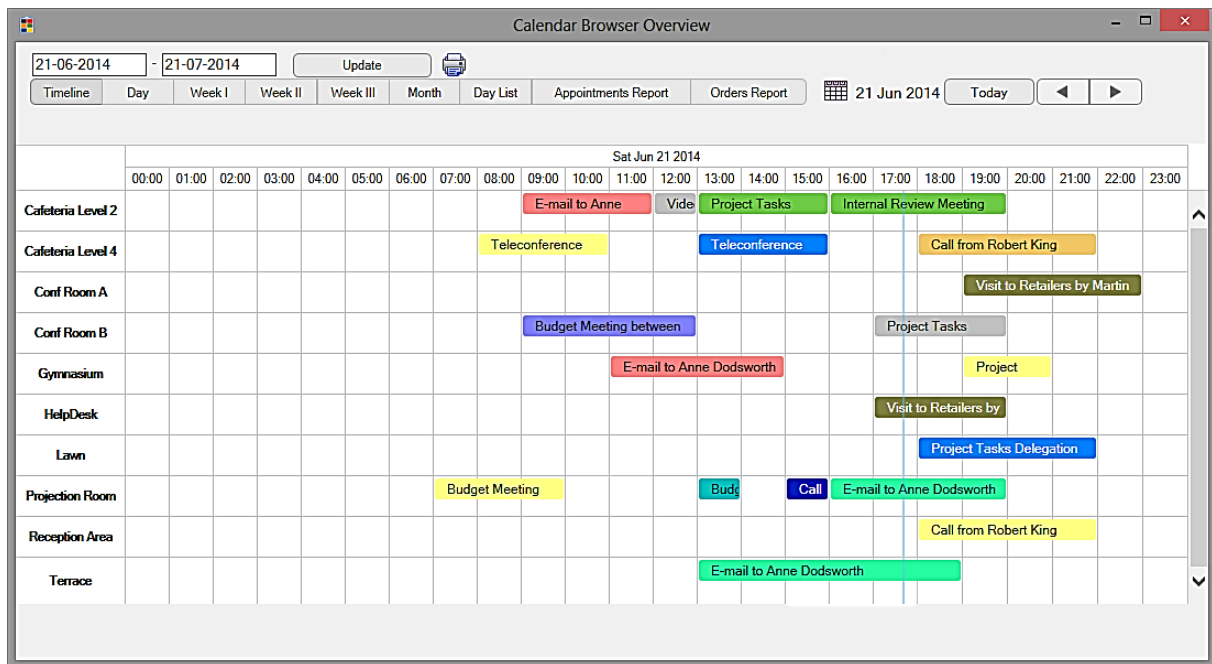 Calendar Browser Overview
21-06-2014 - 21-07-2014 Update
Timeline Day Week I Week II Week III Month Day List Appointments Report Orders Report 21 Jun 2014 Today
Sat Jun 21 2014
00:00 01:00 02:00 03:00 04:00 05:00 06:00 07:00 08:00 09:00 10:00 11:00 12:00 13:00 14:00 15:00 16:00 17:00 18:00 19:00 20:00 21:00 22:00 23:00
Cafeteria Level 2 E-mail to Anne Vide Project Tasks Internal Review Meeting
Cafeteria Level 4 Teleconference Teleconference Call from Robert King
Conf Room A Visit to Retailers by Martin
Conf Room B Budget Meeting between Project Tasks
Gymnasium E-mail to Anne Dodsworth Project
HelpDesk Visit to Retailers by
Lawn Project Tasks Delegation
Projection Room Budget Meeting Budg Call E-mail to Anne Dodsworth
Reception Area Call from Robert King
Terrace E-mail to Anne Dodsworth